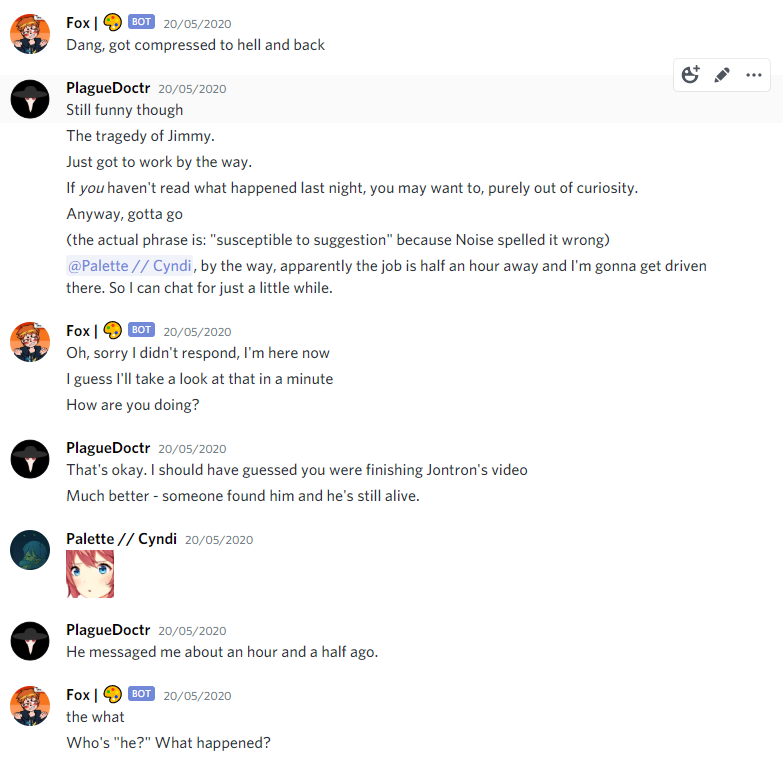 Fox | 🎨 BOT 20/05/2020
Dang, got compressed to hell and back
PlagueDoctr 20/05/2020
Still funny though
The tragedy of Jimmy.
Just got to work by the way.
If you haven't read what happened last night, you may want to, purely out of curiosity.
Anyway, gotta go
(the actual phrase is: "susceptible to suggestion" because Noise spelled it wrong)
@Palette // Cyndi, by the way, apparently the job is half an hour away and I'm gonna get driven
there. So I can chat for just a little while.
Fox | 🎨 BOT 20/05/2020
Oh, sorry I didn't respond, I'm here now
I guess I'll take a look at that in a minute
How are you doing?
PlagueDoctr 20/05/2020
That's okay. I should have guessed you were finishing Jontron's video
Much better - someone found him and he's still alive.
Palette // Cyndi 20/05/2020
PlagueDoctr 20/05/2020
He messaged me about an hour and a half ago.
Fox | 🎨 BOT 20/05/2020
the what
Who's "he?" What happened?